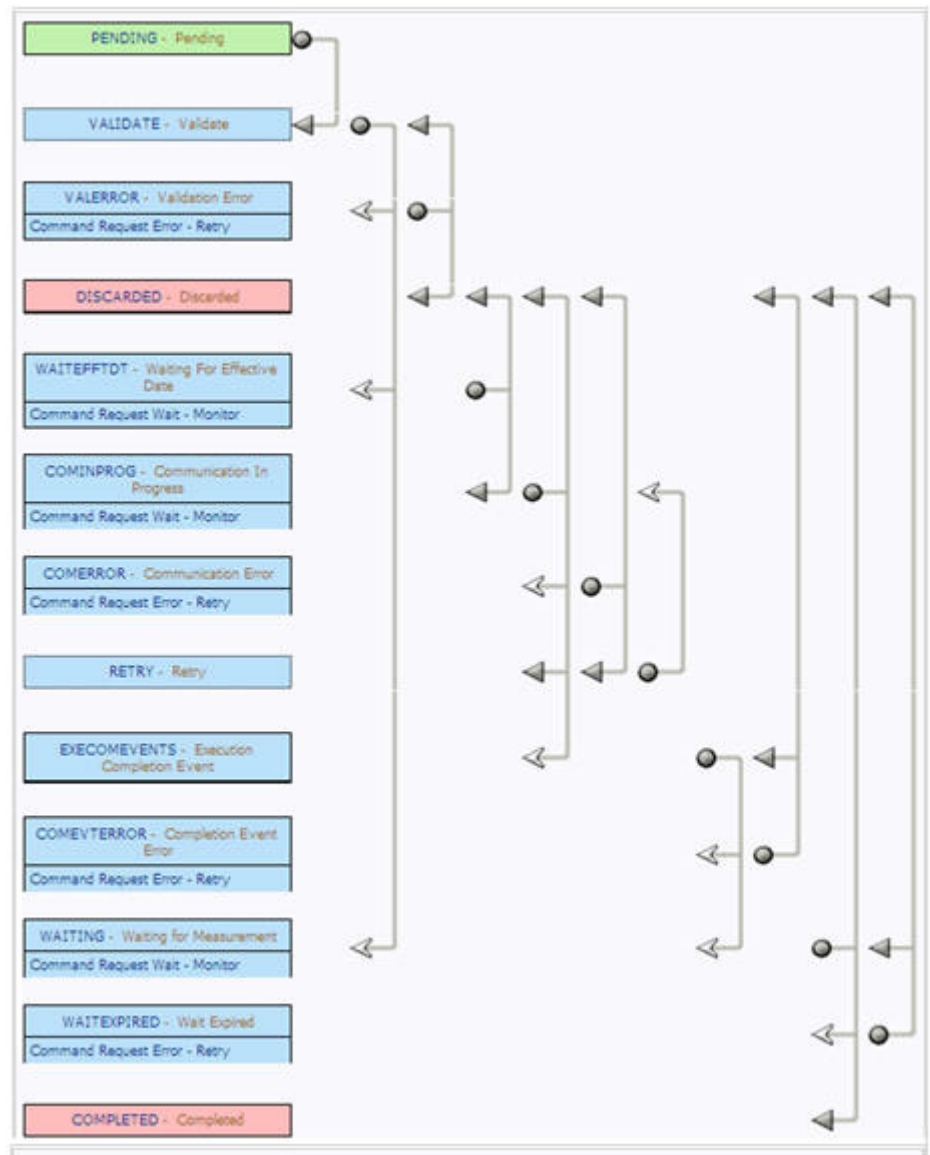 PENDING - Pending
VALIDATE - Validate
VALERROR - Validation Error
Command Request Error - Retry
DISCARDED - Discarded
WAITEFFTDT - Waiting For Effective
Date
Command Request Wait - Monitor
COMINPROG - Communication In
Progress
Command Request Wait - Monitor
COMERROR - Communication Error
Command Request Error - Retry
RETRY - Retry
EXECOMEVENTS - Execution
Completion Event
COMEVTERROR - Completion Event
Error
Command Request Error - Retry
WAITING - Waiting for Measurement
Command Request Wait - Monitor
WAITEXPIRED - Wait Expired
Command Request Error - Retry
COMPLETED - Completed